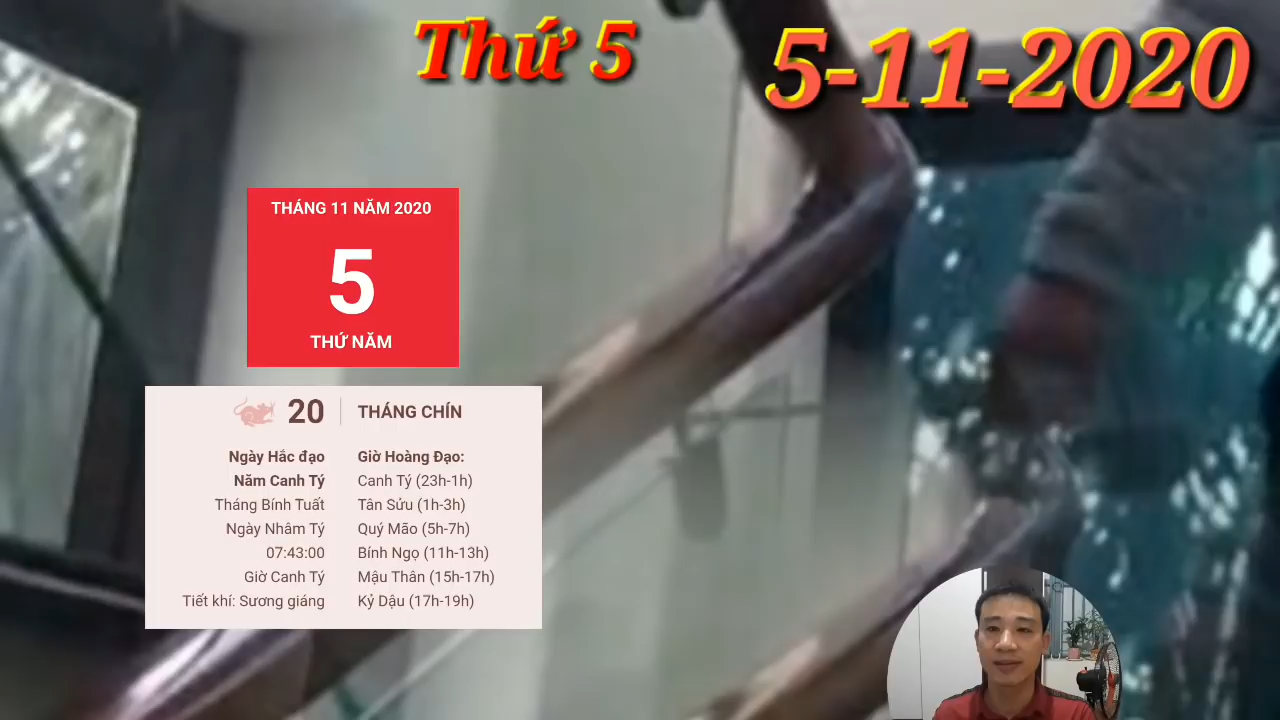 Thứ 5
5-11-2020
THÁNG 11 NĂM 2020
5
THỨ NĂM
20
THÁNG CHÍN
Ngày Hắc đạo
Năm Canh Tý
Tháng Bính Tuất
Ngày Nhâm Tý
07:43:00
Giờ Canh Tý
Tiết khí: Sương giáng
Giờ Hoàng Đạo:
Canh Tý (23h-1h)
Tân Sửu (1h-3h)
Quý Mão (5h-7h)
Bính Ngọ (11h-13h)
Mậu Thân (15h-17h)
Kỷ Dậu (17h-19h)